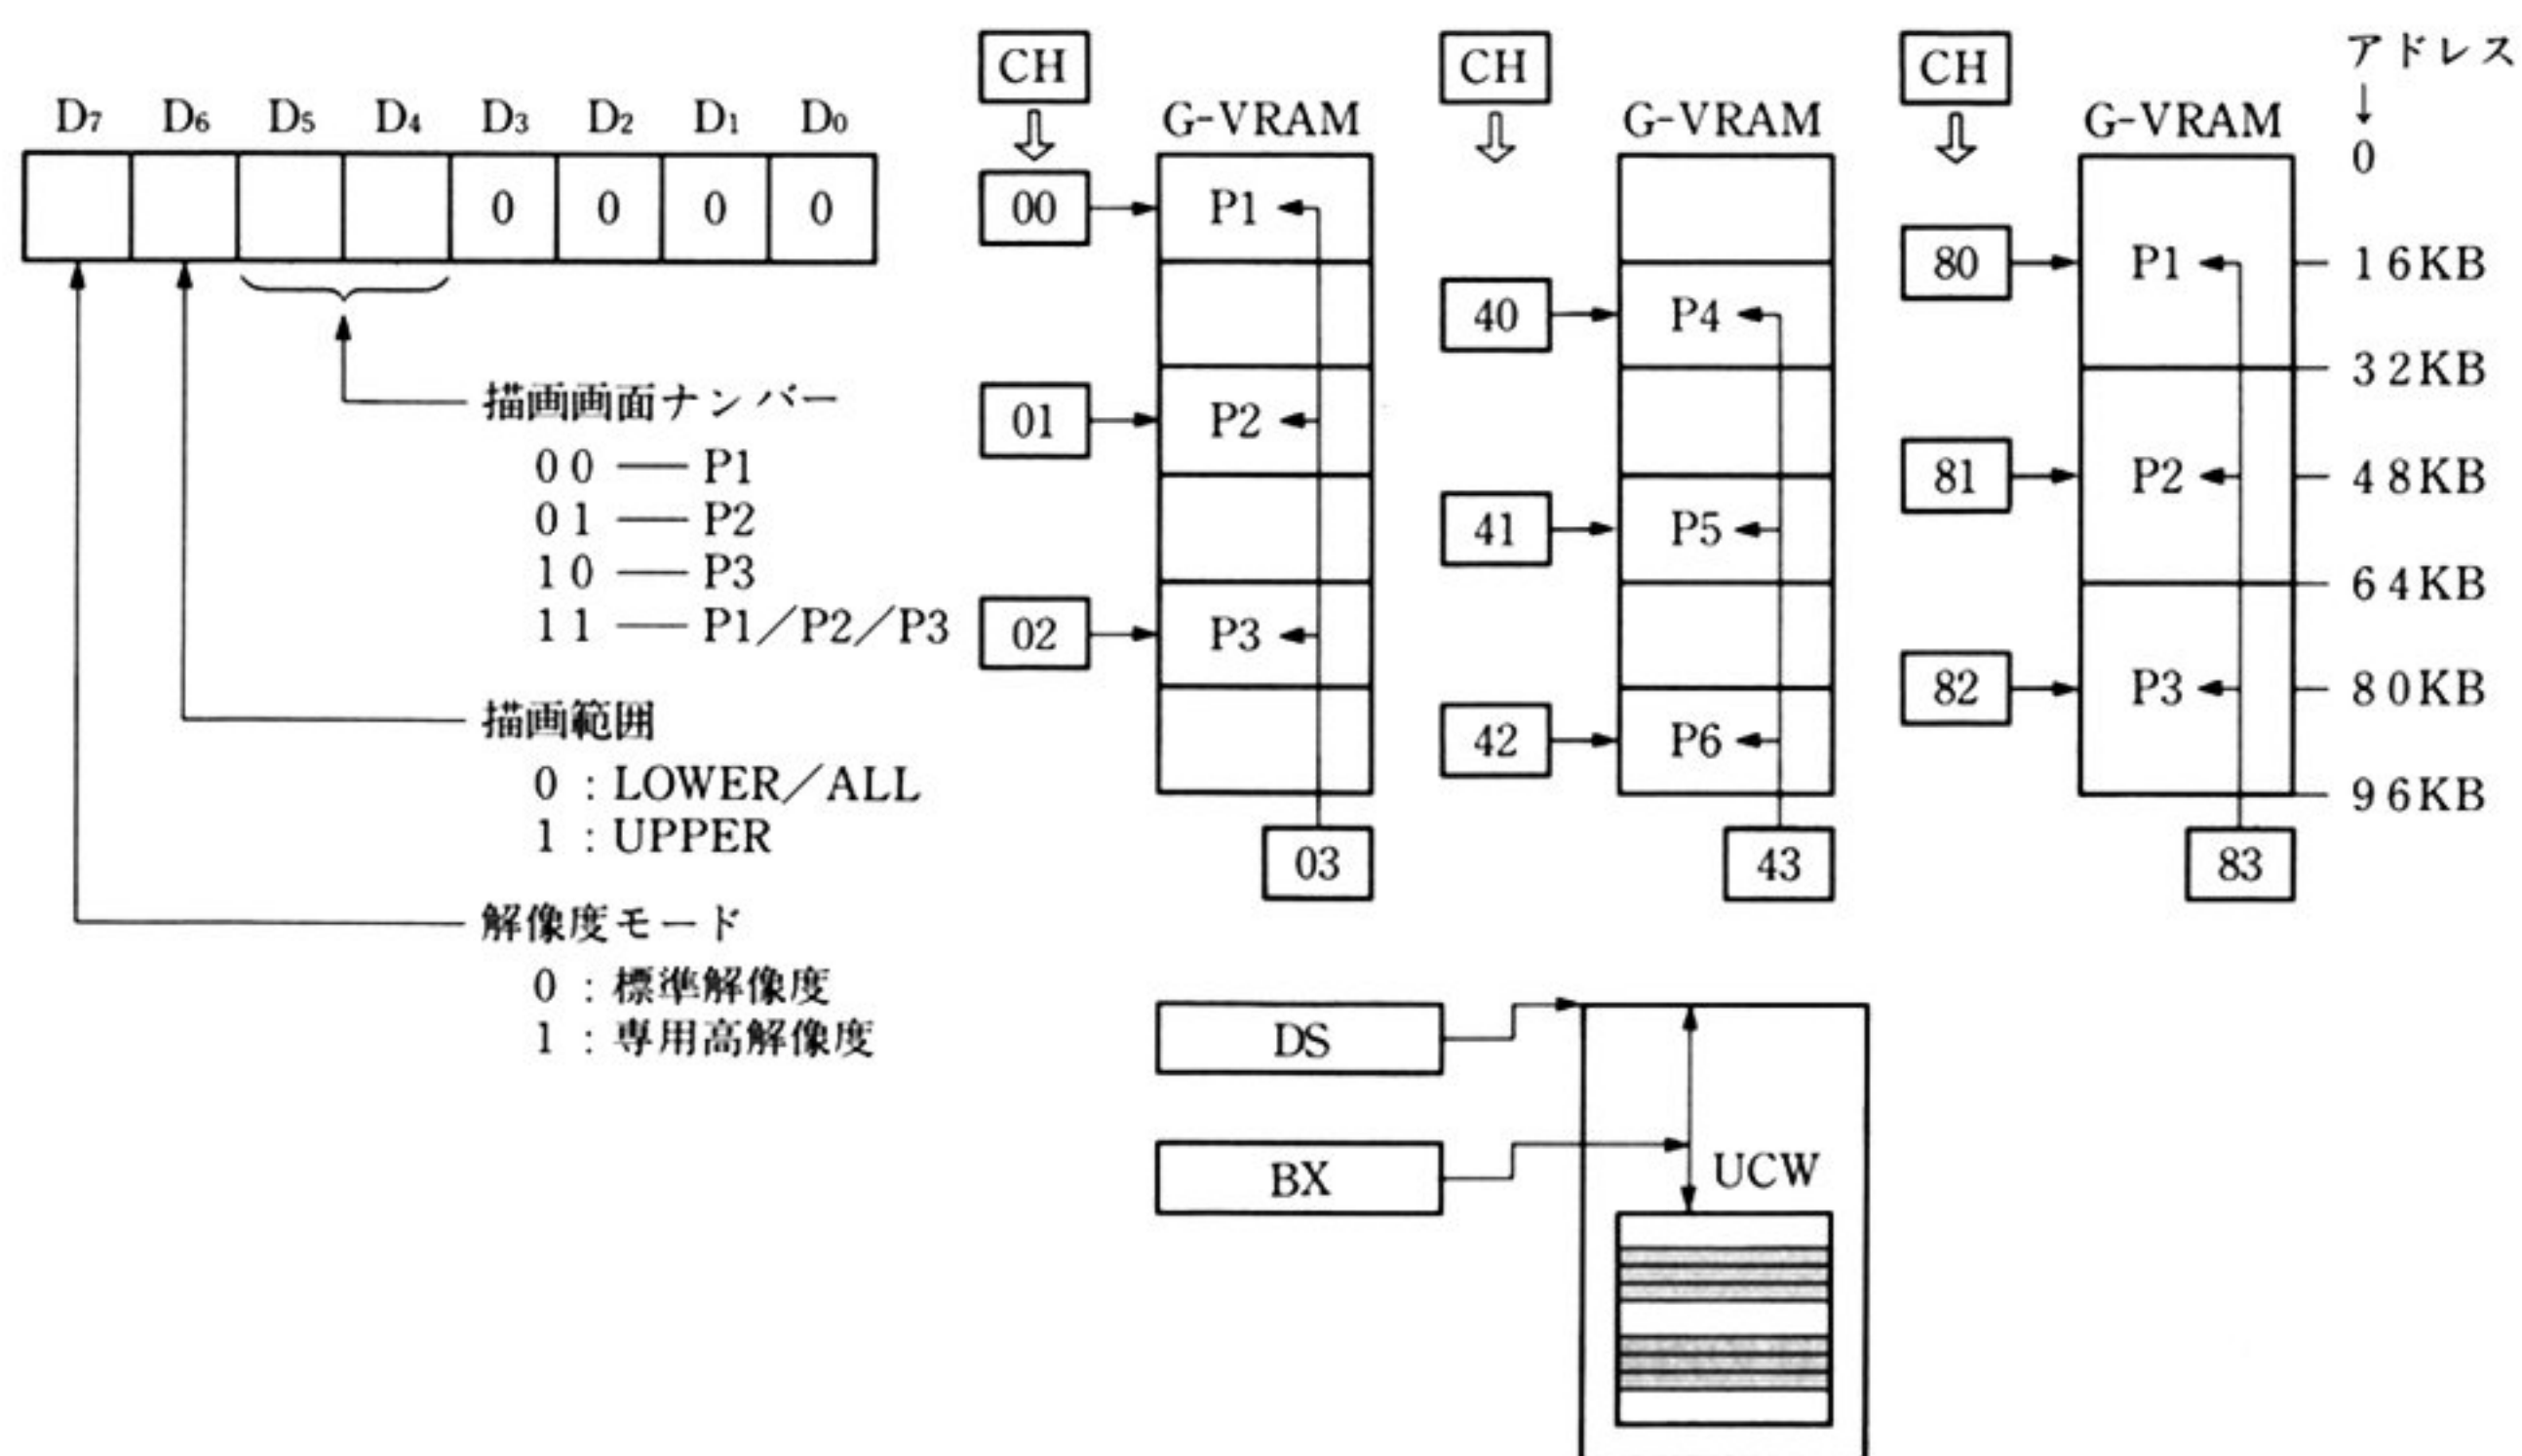 D7 D6 D5 D4 D3 D2 D1 D0
0 0 0 0
描画画面ナンバー
00 — P1
01 — P2
10 — P3
11 — P1/P2/P3
描画範囲
0 : LOWER/ALL
1 : UPPER
解像度モード
0 : 標準解像度
1 : 専用高解像度
CH
G-VRAM
00
P1
01
P2
02
P3
03
CH
G-VRAM
40
P4
41
P5
42
P6
43
CH
G-VRAM
80
P1
81
P2
82
P3
83
アドレス
↓
0
16KB
32KB
48KB
64KB
80KB
96KB
DS
BX
UCW